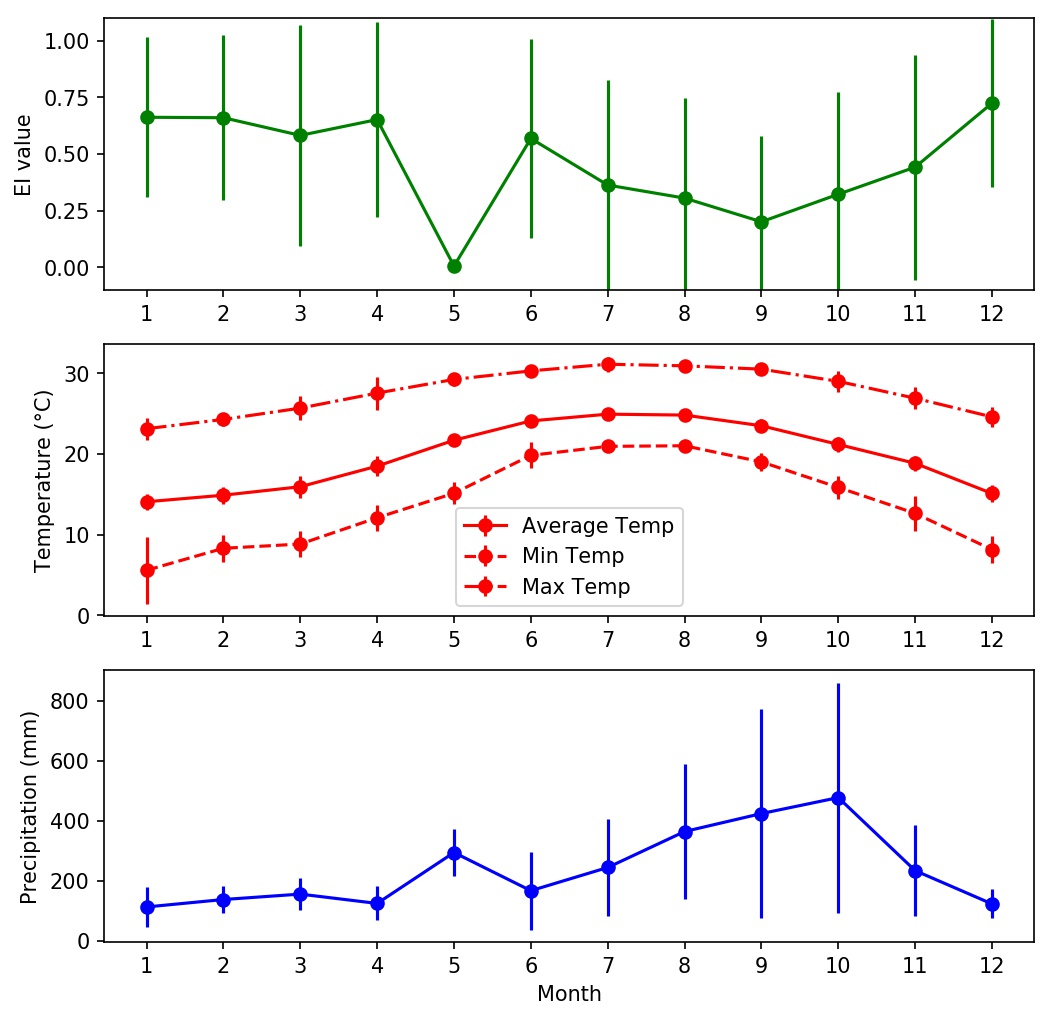 EI value
1.00
0.75
0.50
0.25
0.00
1 2 3 4 5 6 7 8 9 10 11 12
Temperature (°C)
30
20
10
0
Average Temp
Min Temp
Max Temp
1 2 3 4 5 6 7 8 9 10 11 12
Precipitation (mm)
800
600
400
200
0
1 2 3 4 5 6 7 8 9 10 11 12
Month